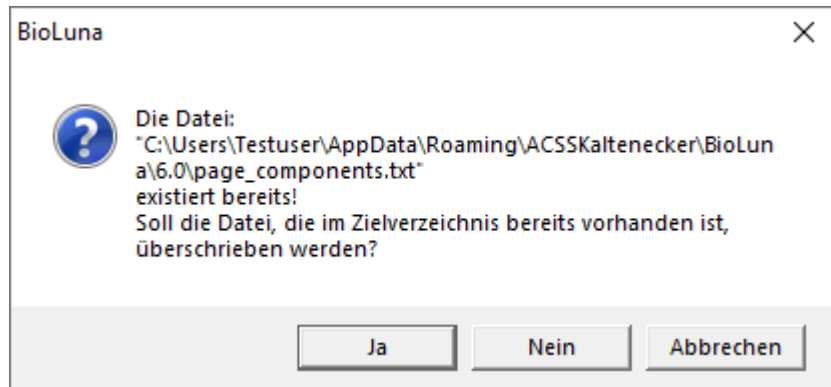 BioLuna
Die Datei:
"C:\Users\Testuser\AppData\Roaming\ACSSKaltenecker\BioLun
a\6.0\page_components.txt"
existiert bereits!
Soll die Datei, die im Zielverzeichnis bereits vorhanden ist,
überschrieben werden?
Ja
Nein
Abbrechen